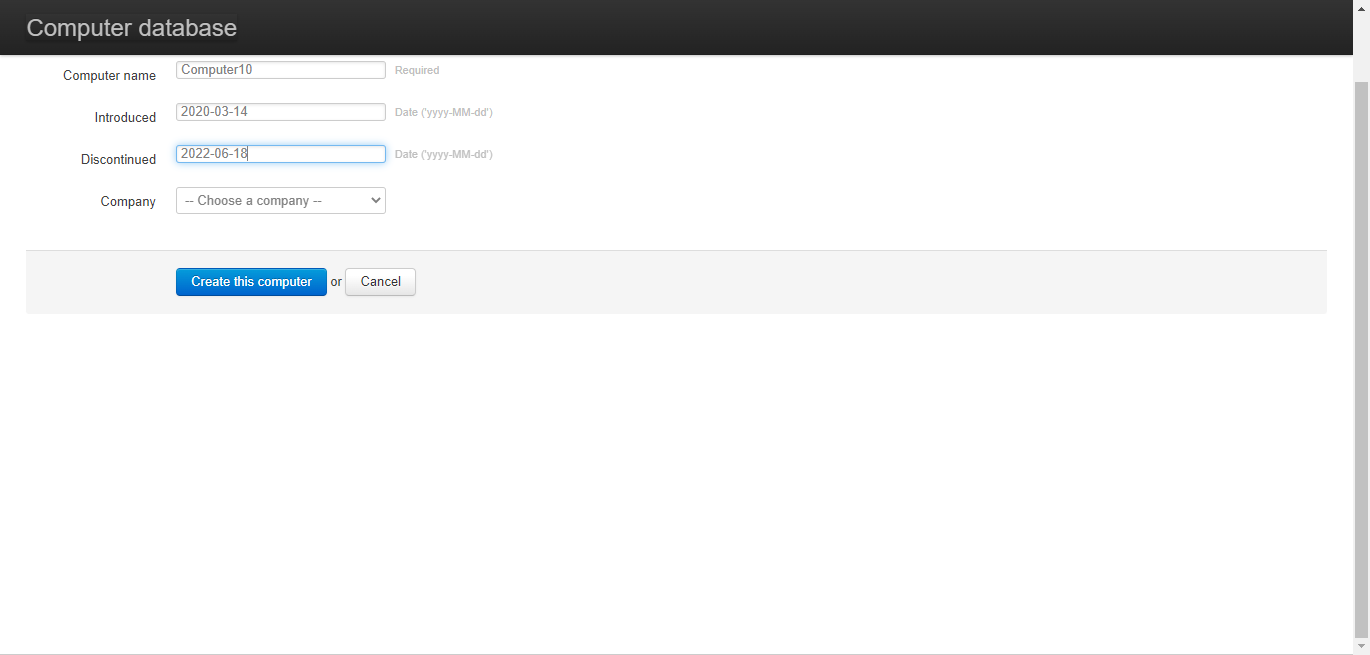 Computer database
Computer name Computer10 Required
Introduced 2020-03-14 Date ('yyyy-MM-dd')
Discontinued 2022-06-18 Date ('yyyy-MM-dd')
Company -- Choose a company --
Create this computer or Cancel